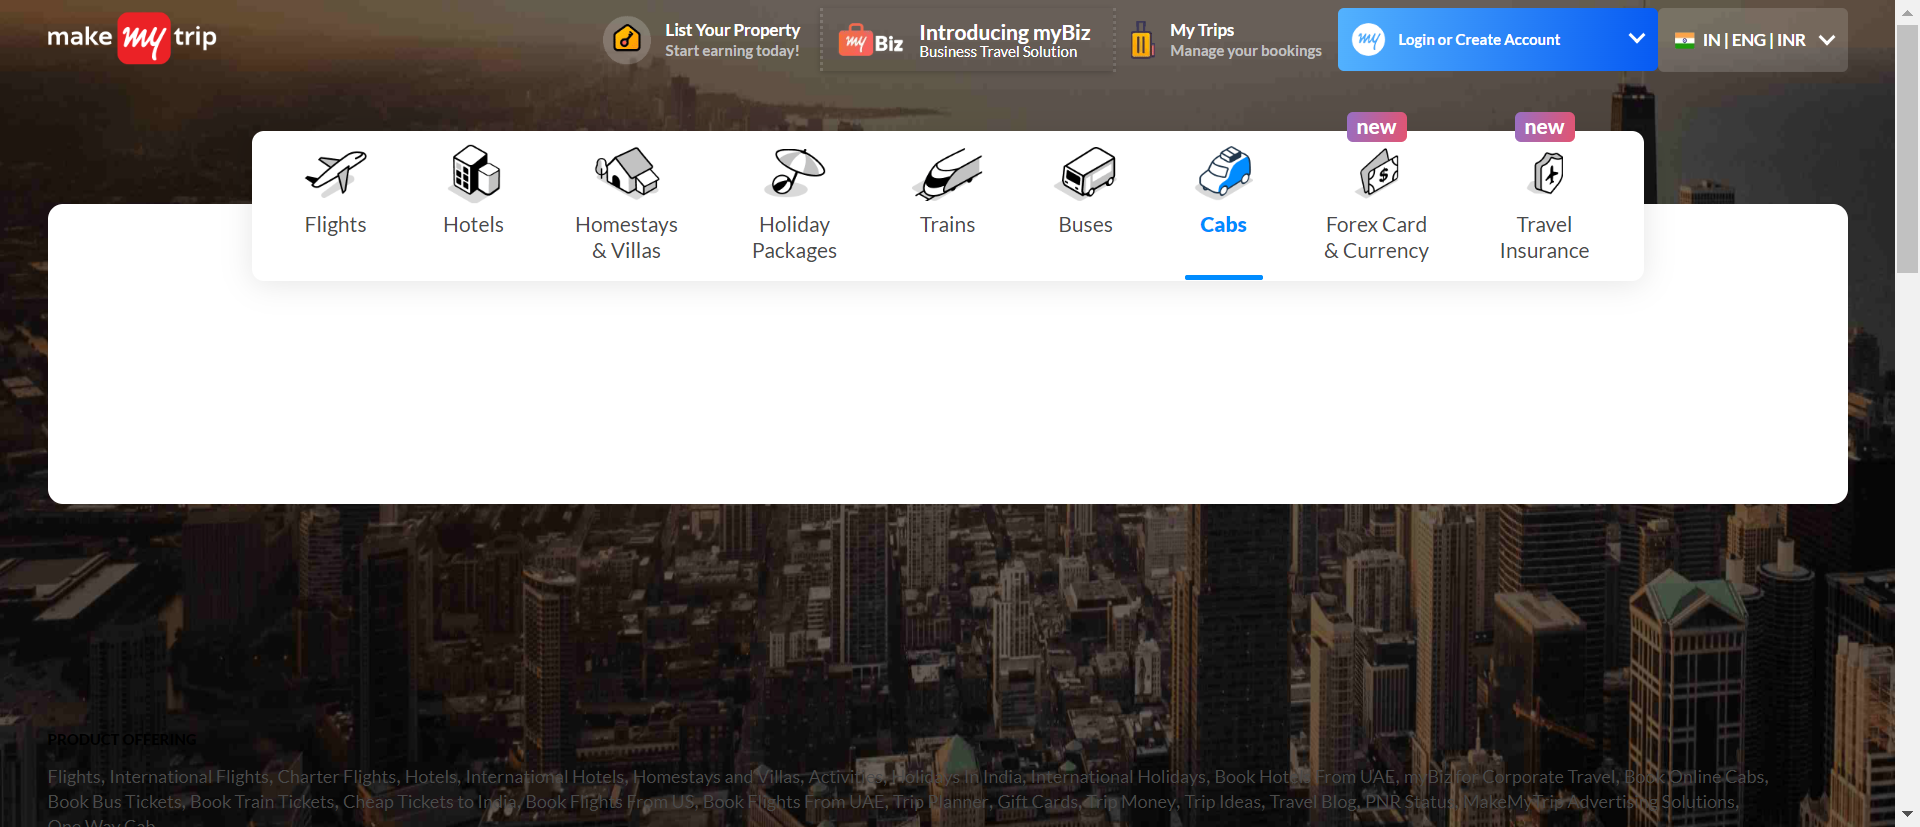 make my trip
List Your Property
Start earning today!
my Biz
Introducing myBiz
Business Travel Solution
My Trips
Manage your bookings
my
Login or Create Account
IN | ENG | INR
new
new
Flights
Hotels
Homestays
& Villas
Holiday
Packages
Trains
Buses
Cabs
Forex Card
& Currency
Travel
Insurance
PRODUCT OFFERING
Flights, International Flights, Charter Flights, Hotels, International Hotels, Homestays and Villas, Activities, Holidays In India, International Holidays, Book Hotels From UAE, myBiz for Corporate Travel, Book Online Cabs,
Book Bus Tickets, Book Train Tickets, Cheap Tickets to India, Book Flights From US, Book Flights From UAE, Trip Planner, Gift Cards, Trip Money, Trip Ideas, Travel Blog, PNR Status, MakeMyTrip Advertising Solutions,
One Way Cab